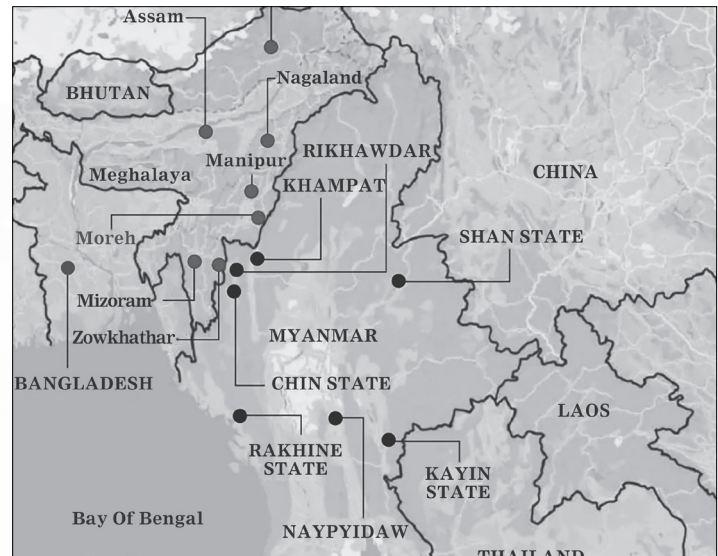 Assam
Nagaland
BHUTAN
RIKHAWDAR
Manipur
CHINA
Meghalaya
KHAMPAT
Moreh
SHAN STATE
Mizoram
Zowkhathar
MYANMAR
BANGLADESH
CHIN STATE
LAOS
RAKHINE
STATE
KAYIN
STATE
Bay Of Bengal
NAYPYIDAW
THAILAND